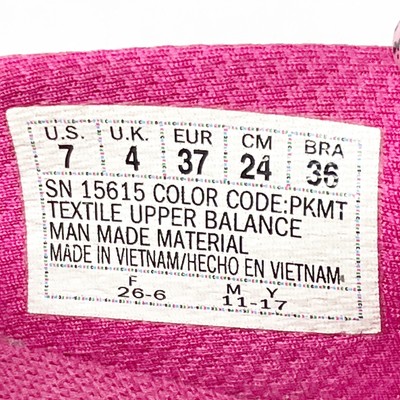 U.S. U.K. EUR CM BRA
7 4 37 24 36
SN 15615 COLOR CODE:PKMT
TEXTILE UPPER BALANCE
MAN MADE MATERIAL
MADE IN VIETNAM/HECHO EN VIETNAM
F M Y
26-6 11-17